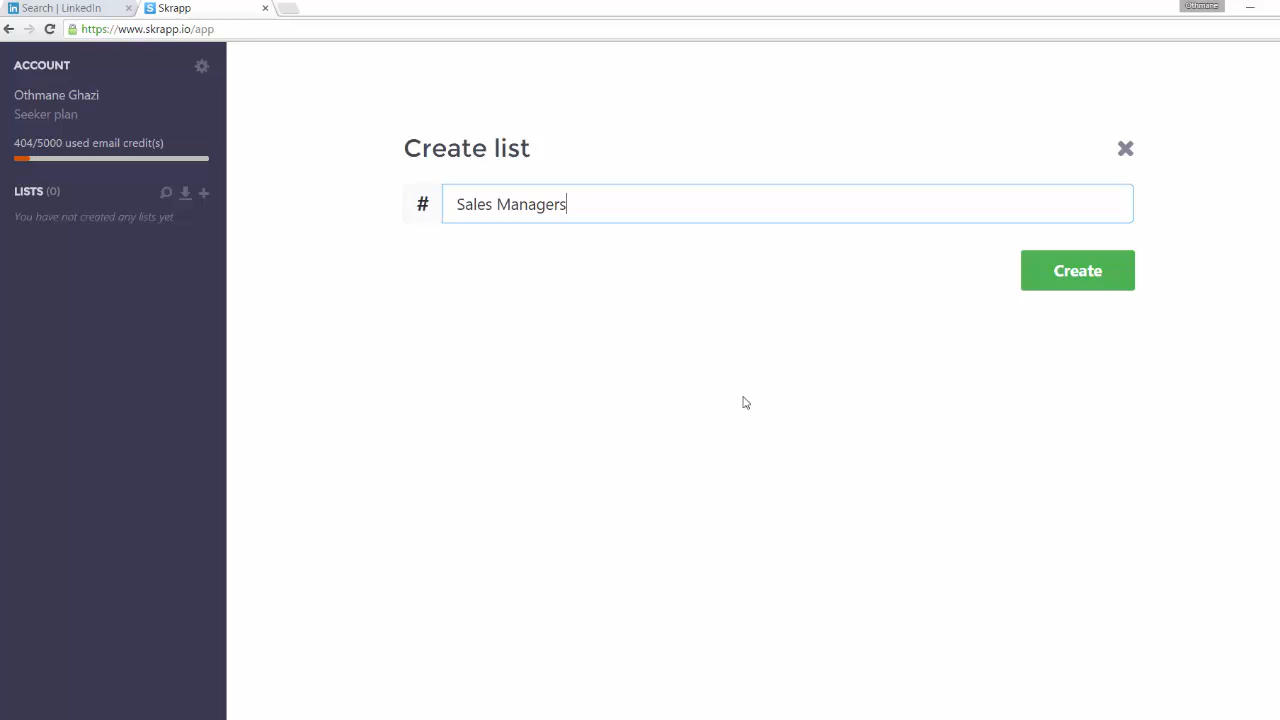 Search | LinkedIn
Skrapp
Othmane
https://www.skrapp.io/app
ACCOUNT
Othmane Ghazi
Seeker plan
404/5000 used email credit(s)
LISTS (0)
You have not created any lists yet
Create list
# Sales Managers
Create